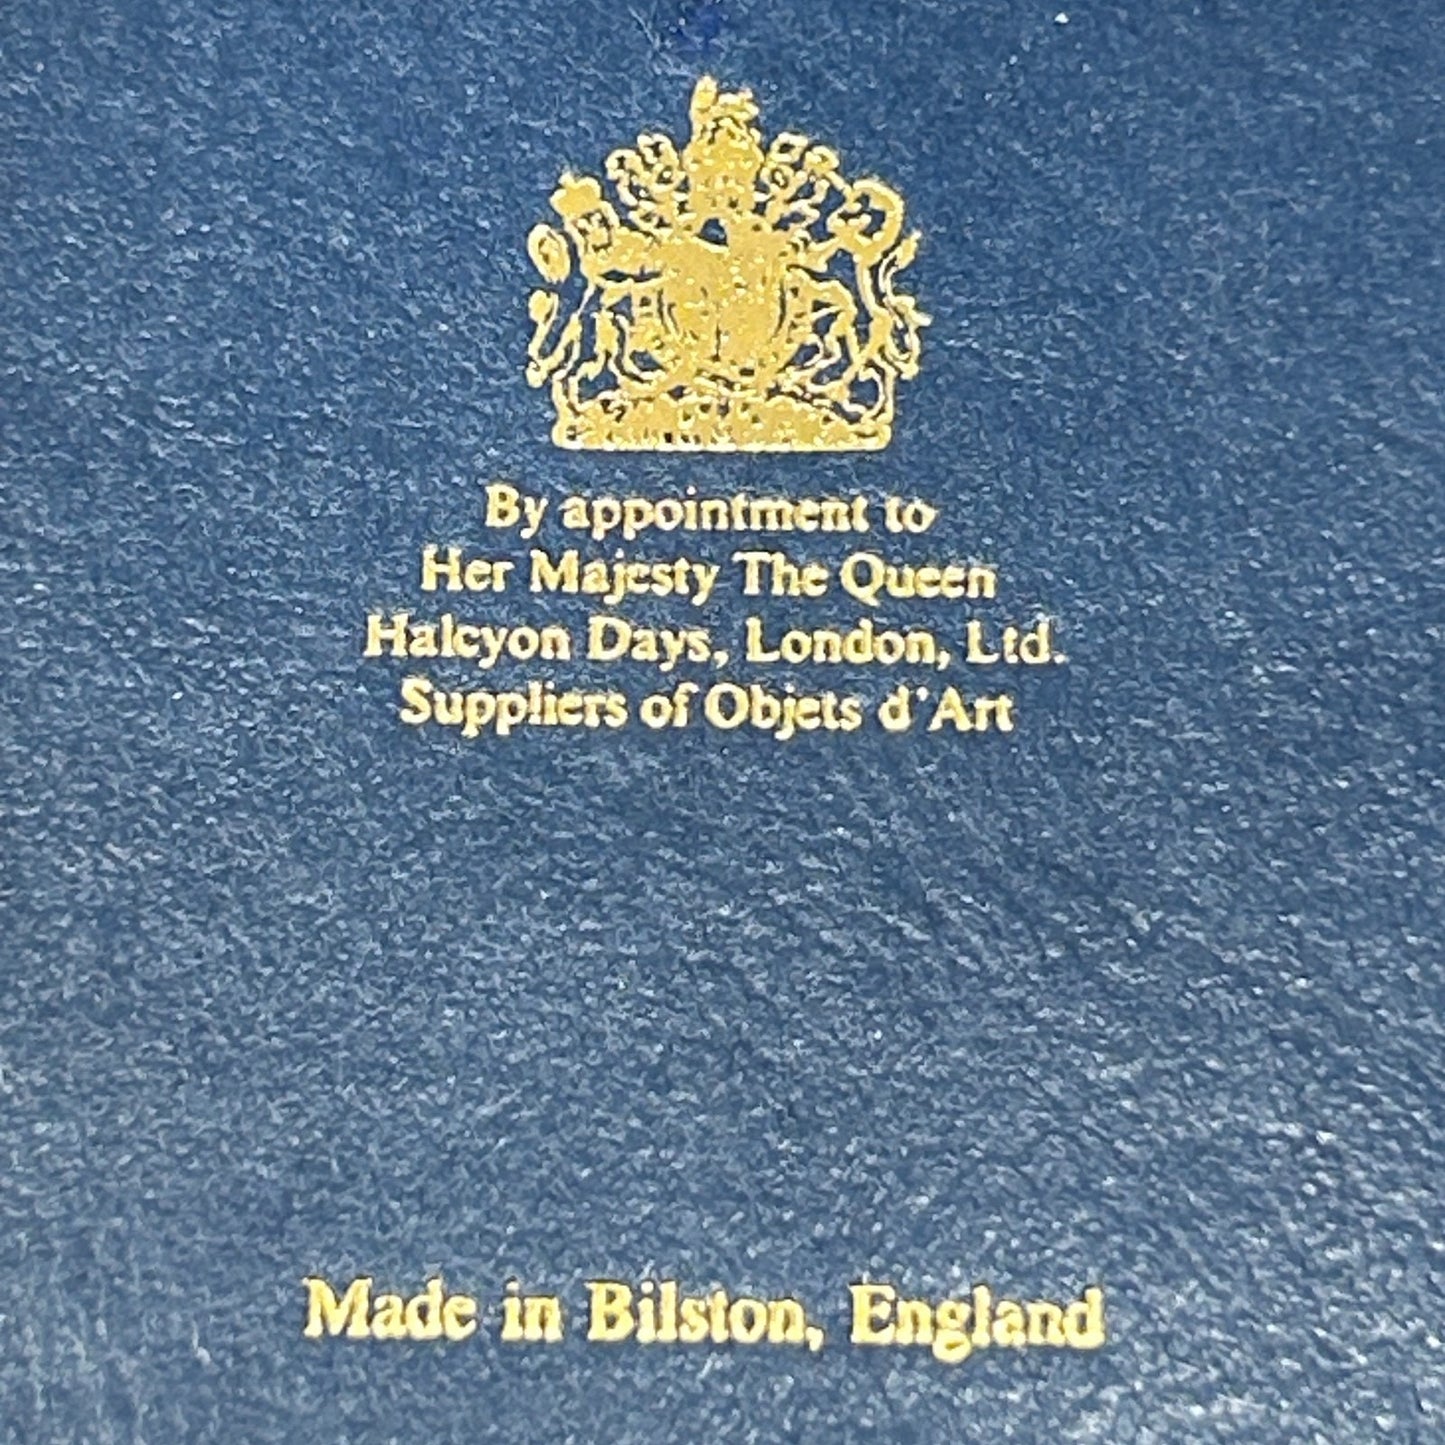 By appointment to
Her Majesty The Queen
Halcyon Days, London, Ltd.
Suppliers of Objets d'Art
Made in Bilston, England